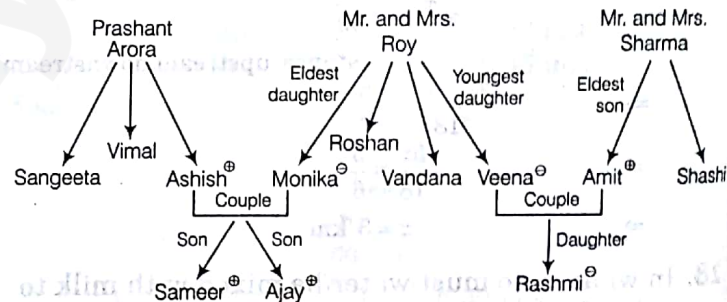 Prashant
Arora
Mr. and Mrs.
Roy
Mr. and Mrs.
Sharma
Eldest
daughter
Youngest
daughter
Eldest
son
Roshan
Vimal
Sangeeta Ashish⊕ Monika⊖ Vandana Veena⊖ Amit⊕ Shashi
Couple Couple
Son Son Daughter
Sameer⊕ Ajay⊕ Rashmi⊖